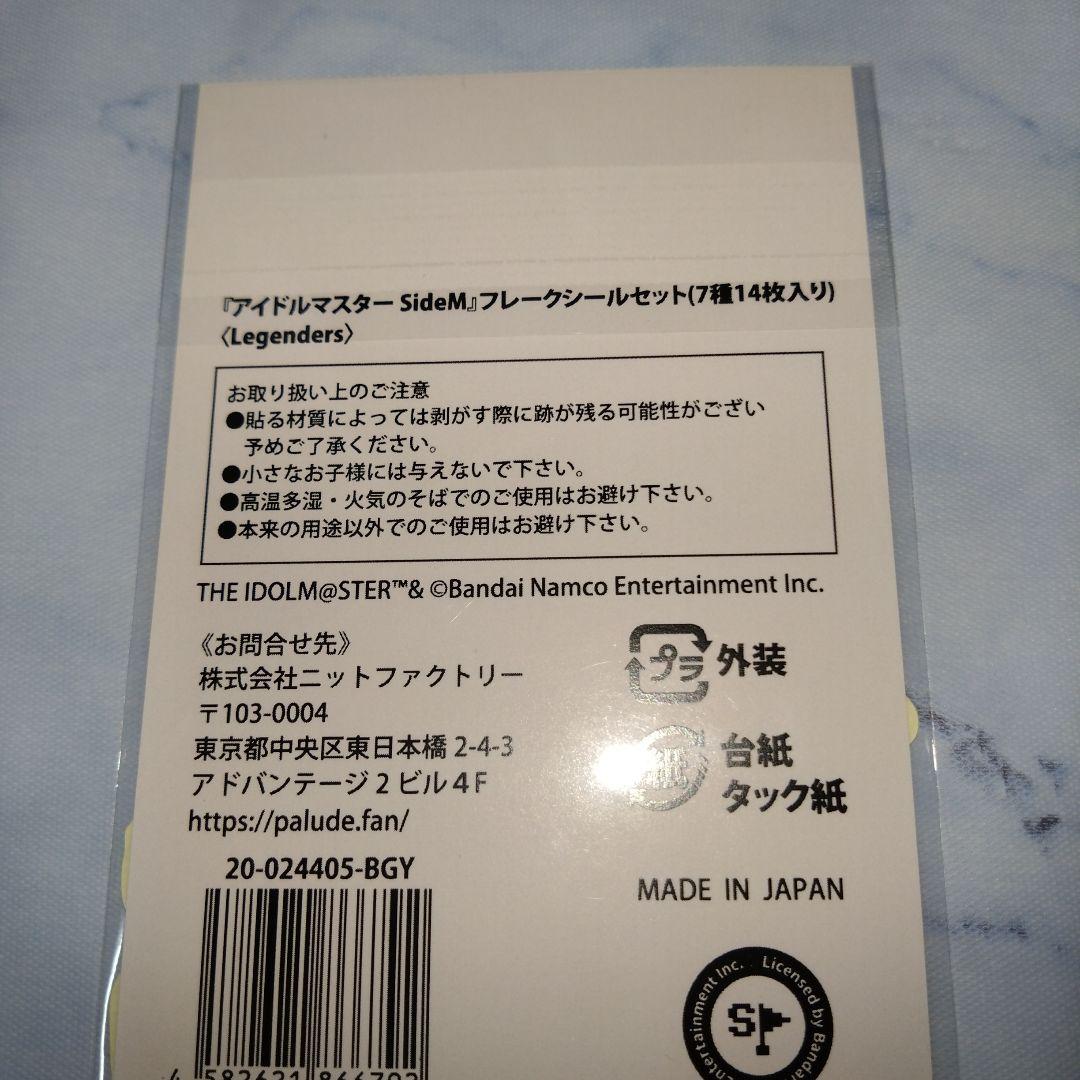 『アイドルマスター SideM』フレークシールセット(7種14枚入り)
〈Legenders〉
お取り扱い上のご注意
●貼る材質によっては剥がす際に跡が残る可能性がござい
予めご了承ください。
●小さなお子様には与えないで下さい。
●高温多湿・火気のそばでのご使用はお避け下さい。
●本来の用途以外でのご使用はお避け下さい。
THE IDOLM@STER™& ©Bandai Namco Entertainment Inc.
《お問合せ先》
株式会社ニットファクトリー
〒103-0004
東京都中央区東日本橋 2-4-3
アドバンテージ 2 ビル 4 F
https://palude.fan/
20-024405-BGY
プラ 外装
紙 台紙
タック紙
MADE IN JAPAN
Licensed by Bandai
Entertainment Inc.